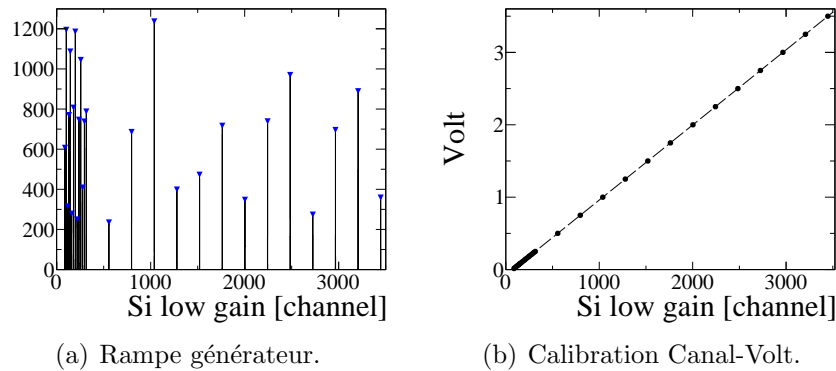 1200
1000
800
600
400
200
0
0 1000 2000 3000
Si low gain [channel]
(a) Rampe générateur.
Volt
3
2
1
0
0 1000 2000 3000
Si low gain [channel]
(b) Calibration Canal-Volt.